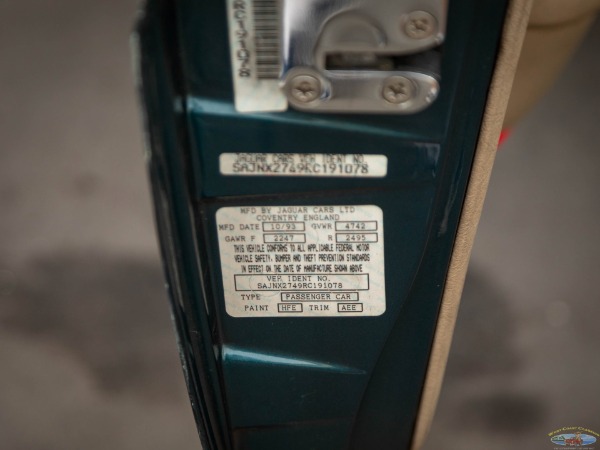 RC191078
JAGUAR CARS VEH IDENT NO.
SAJNX2749RC191078
MFD BY JAGUAR CARS LTD
COVENTRY ENGLAND
MFD DATE 10/93 GVWR 4742
GAWR F 2247 R 2495
THIS VEHICLE CONFORMS TO ALL APPLICABLE FEDERAL MOTOR
VEHICLE SAFETY, BUMPER AND THEFT PREVENTION STANDARDS
IN EFFECT ON THE DATE OF MANUFACTURE SHOWN ABOVE
VEH IDENT NO.
SAJNX2749RC191078
TYPE PASSENGER CAR
PAINT HFE TRIM AEE